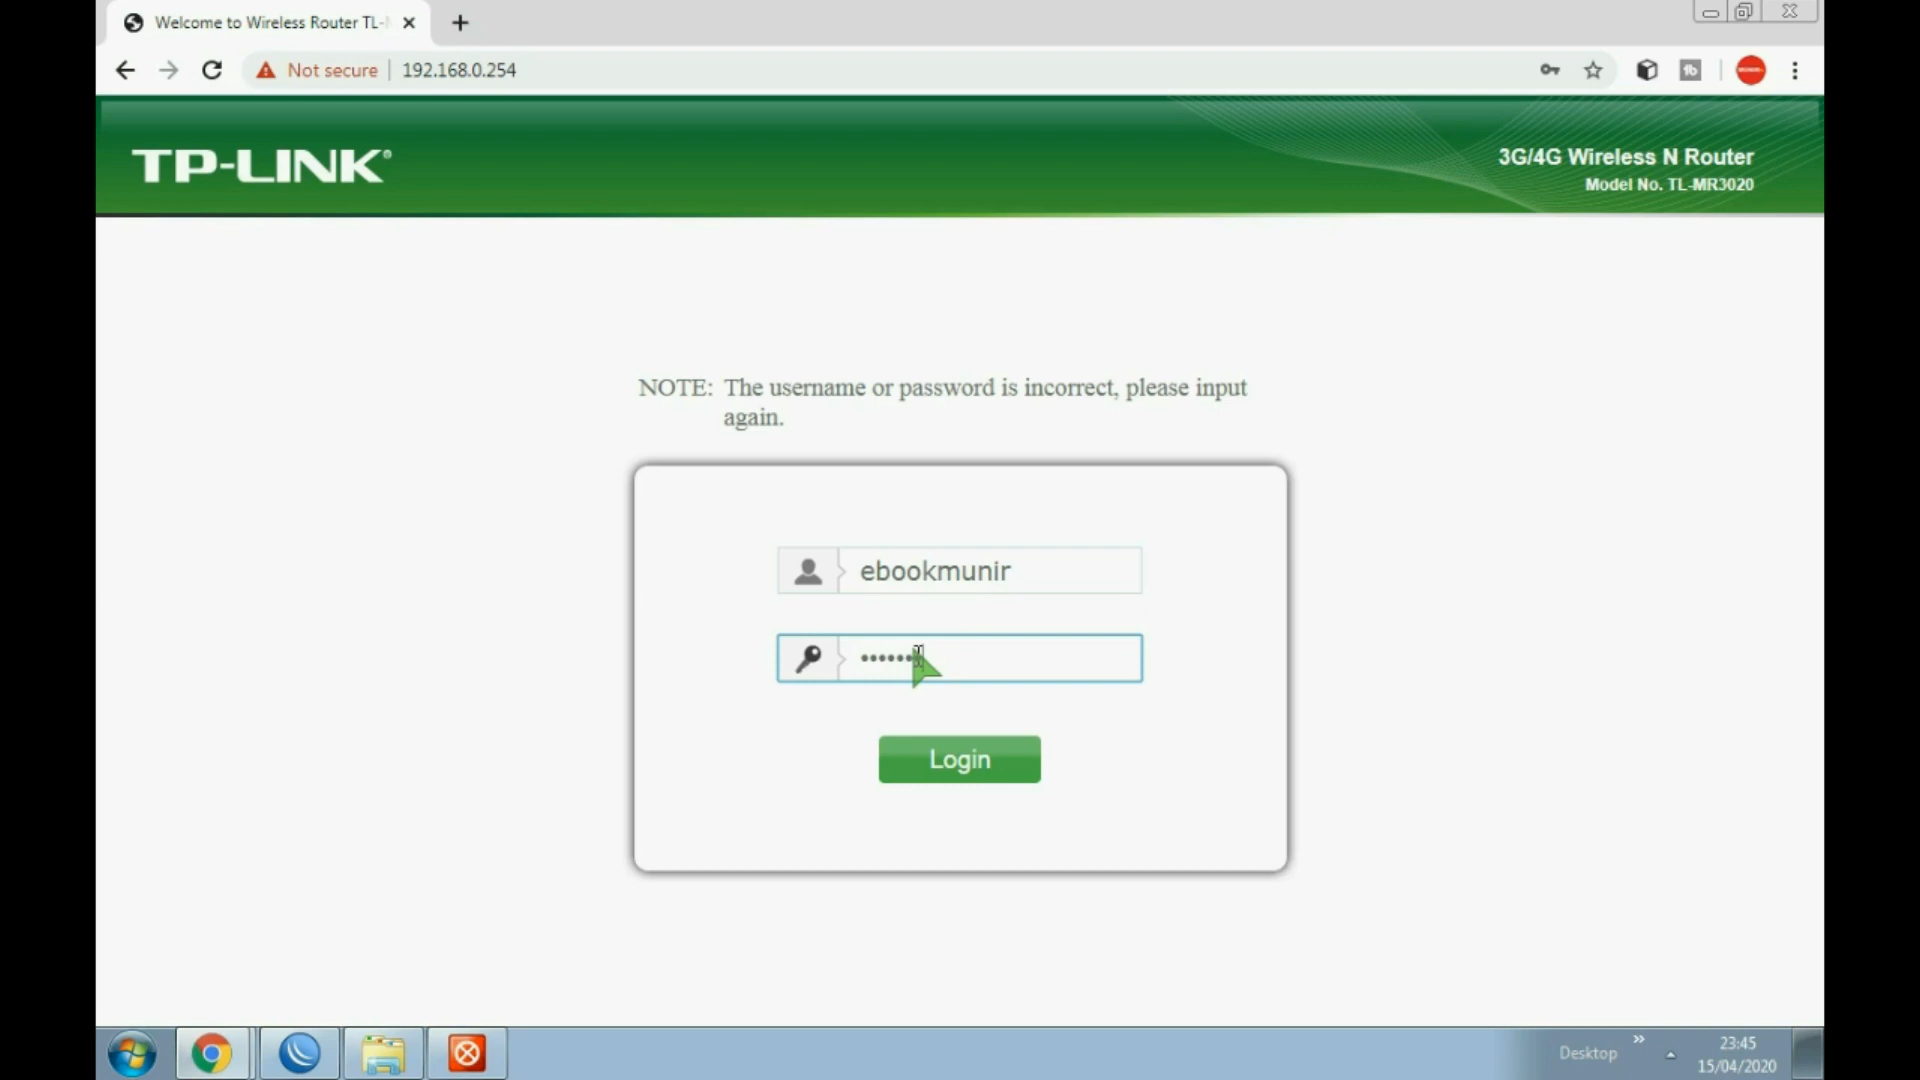 Welcome to Wireless Router TL-
Not secure
192.168.0.254
TP-LINK®
3G/4G Wireless N Router
Model No. TL-MR3020
NOTE: The username or password is incorrect, please input
again.
ebookmunir
Login
Desktop
23:45
15/04/2020